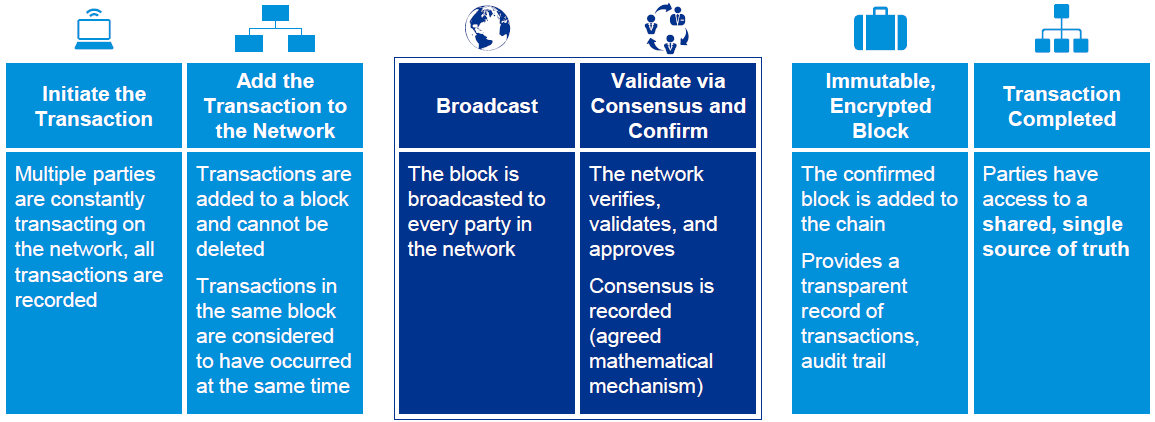 Initiate the
Transaction
Multiple parties
are constantly
transacting on
the network, all
transactions are
recorded
Add the
Transaction to
the Network
Transactions are
added to a block
and cannot be
deleted
Transactions in
the same block
are considered
to have occurred
at the same time
Broadcast
The block is
broadcasted to
every party in
the network
Validate via
Consensus and
Confirm
The network
verifies,
validates, and
approves
Consensus is
recorded
(agreed
mathematical
mechanism)
Immutable,
Encrypted
Block
The confirmed
block is added to
the chain
Provides a
transparent
record of
transactions,
audit trail
Transaction
Completed
Parties have
access to a
shared, single
source of truth